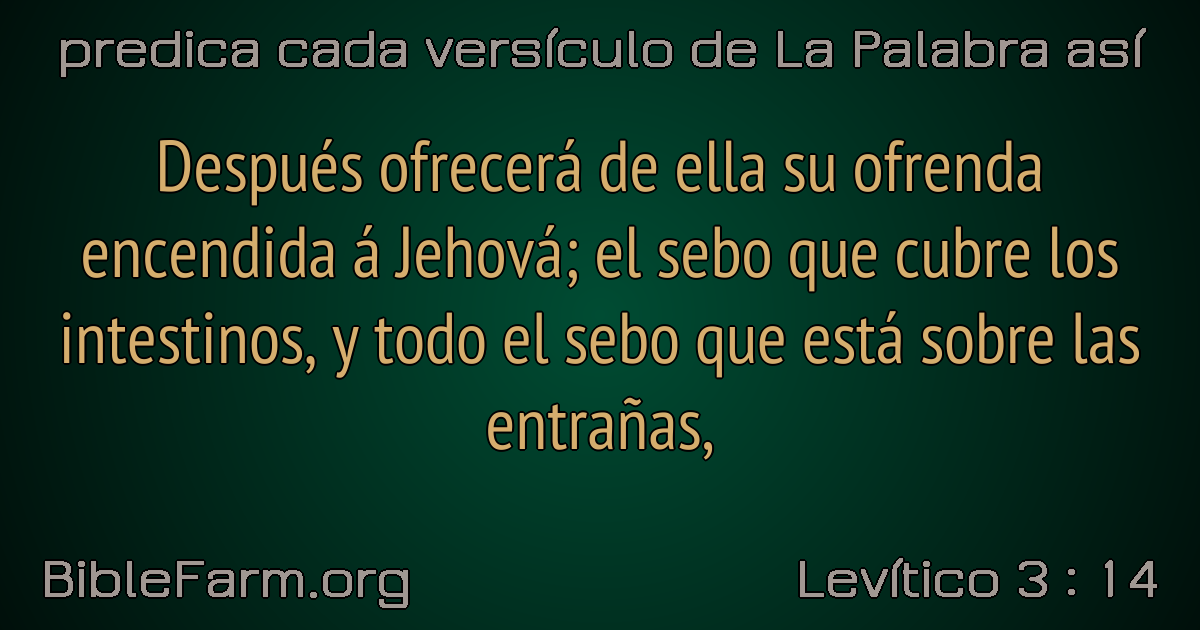 predica cada versículo de La Palabra así
Después ofrecerá de ella su ofrenda
encendida á Jehová; el sebo que cubre los
intestinos, y todo el sebo que está sobre las
entrañas,
BibleFarm.org
Levítico 3 : 14